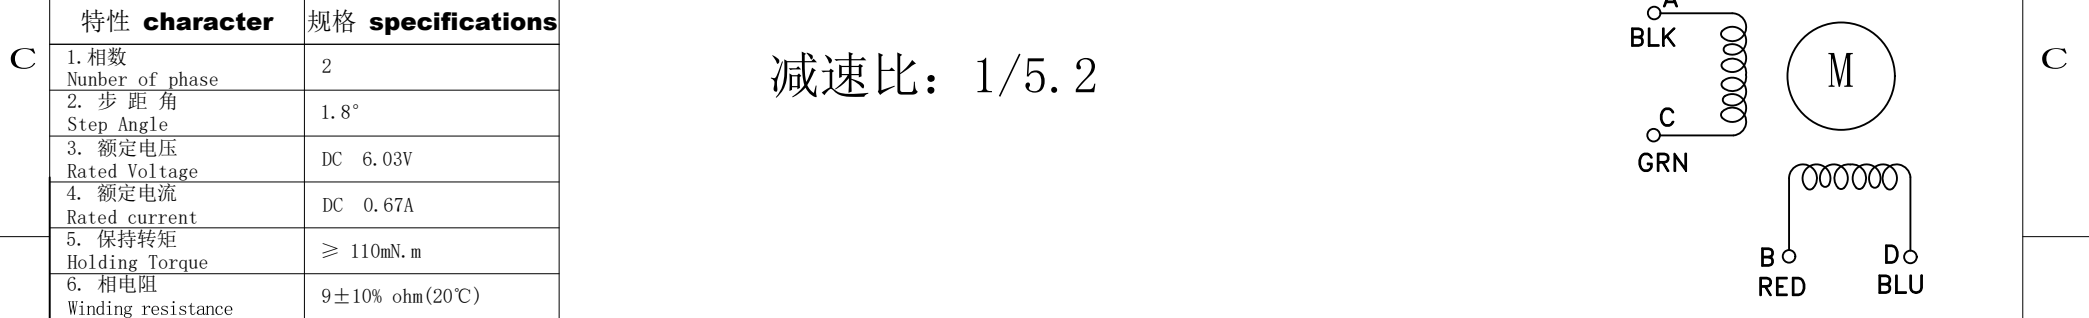 特性 character 规格 specifications
C
1.相数
Nunber of phase
2
2. 步 距 角
Step Angle
1.8°
3. 额定电压
Rated Voltage
DC 6.03V
4. 额定电流
Rated current
DC 0.67A
5. 保持转矩
Holding Torque
≥ 110mN.m
6. 相电阻
Winding resistance
9±10% ohm(20℃)
减速比: 1/5.2
A
BLK
M
C
GRN
B
RED
D
BLU
C